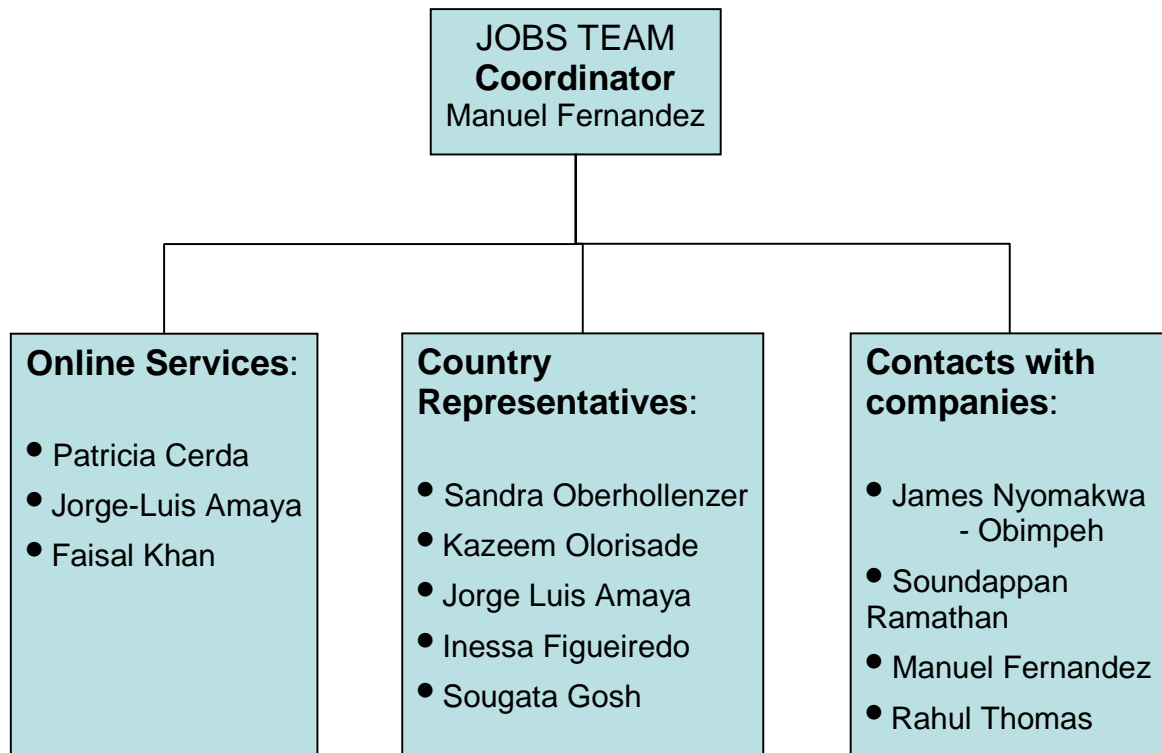 JOBS TEAM
Coordinator
Manuel Fernandez
Online Services:
• Patricia Cerda
• Jorge-Luis Amaya
• Faisal Khan
Country
Representatives:
• Sandra Oberhollenzer
• Kazeem Olorisade
• Jorge Luis Amaya
• Inessa Figueiredo
• Sougata Gosh
Contacts with
companies:
• James Nyomakwa
- Obimpeh
• Soundappan
Ramathan
• Manuel Fernandez
• Rahul Thomas